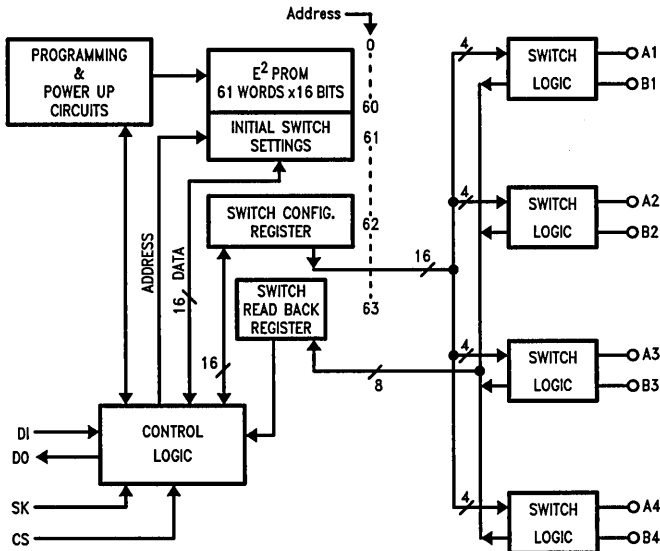 Address
0
PROGRAMMING
&
POWER UP
CIRCUITS
E² PROM
61 WORDS x16 BITS
60
INITIAL SWITCH
SETTINGS
61
SWITCH CONFIG.
REGISTER
62
16
SWITCH
READ BACK
REGISTER
63
8
ADDRESS
16 DATA
16
CONTROL
LOGIC
DI
DO
SK
CS
4
SWITCH
LOGIC
A1
B1
4
SWITCH
LOGIC
A2
B2
4
SWITCH
LOGIC
A3
B3
4
SWITCH
LOGIC
A4
B4